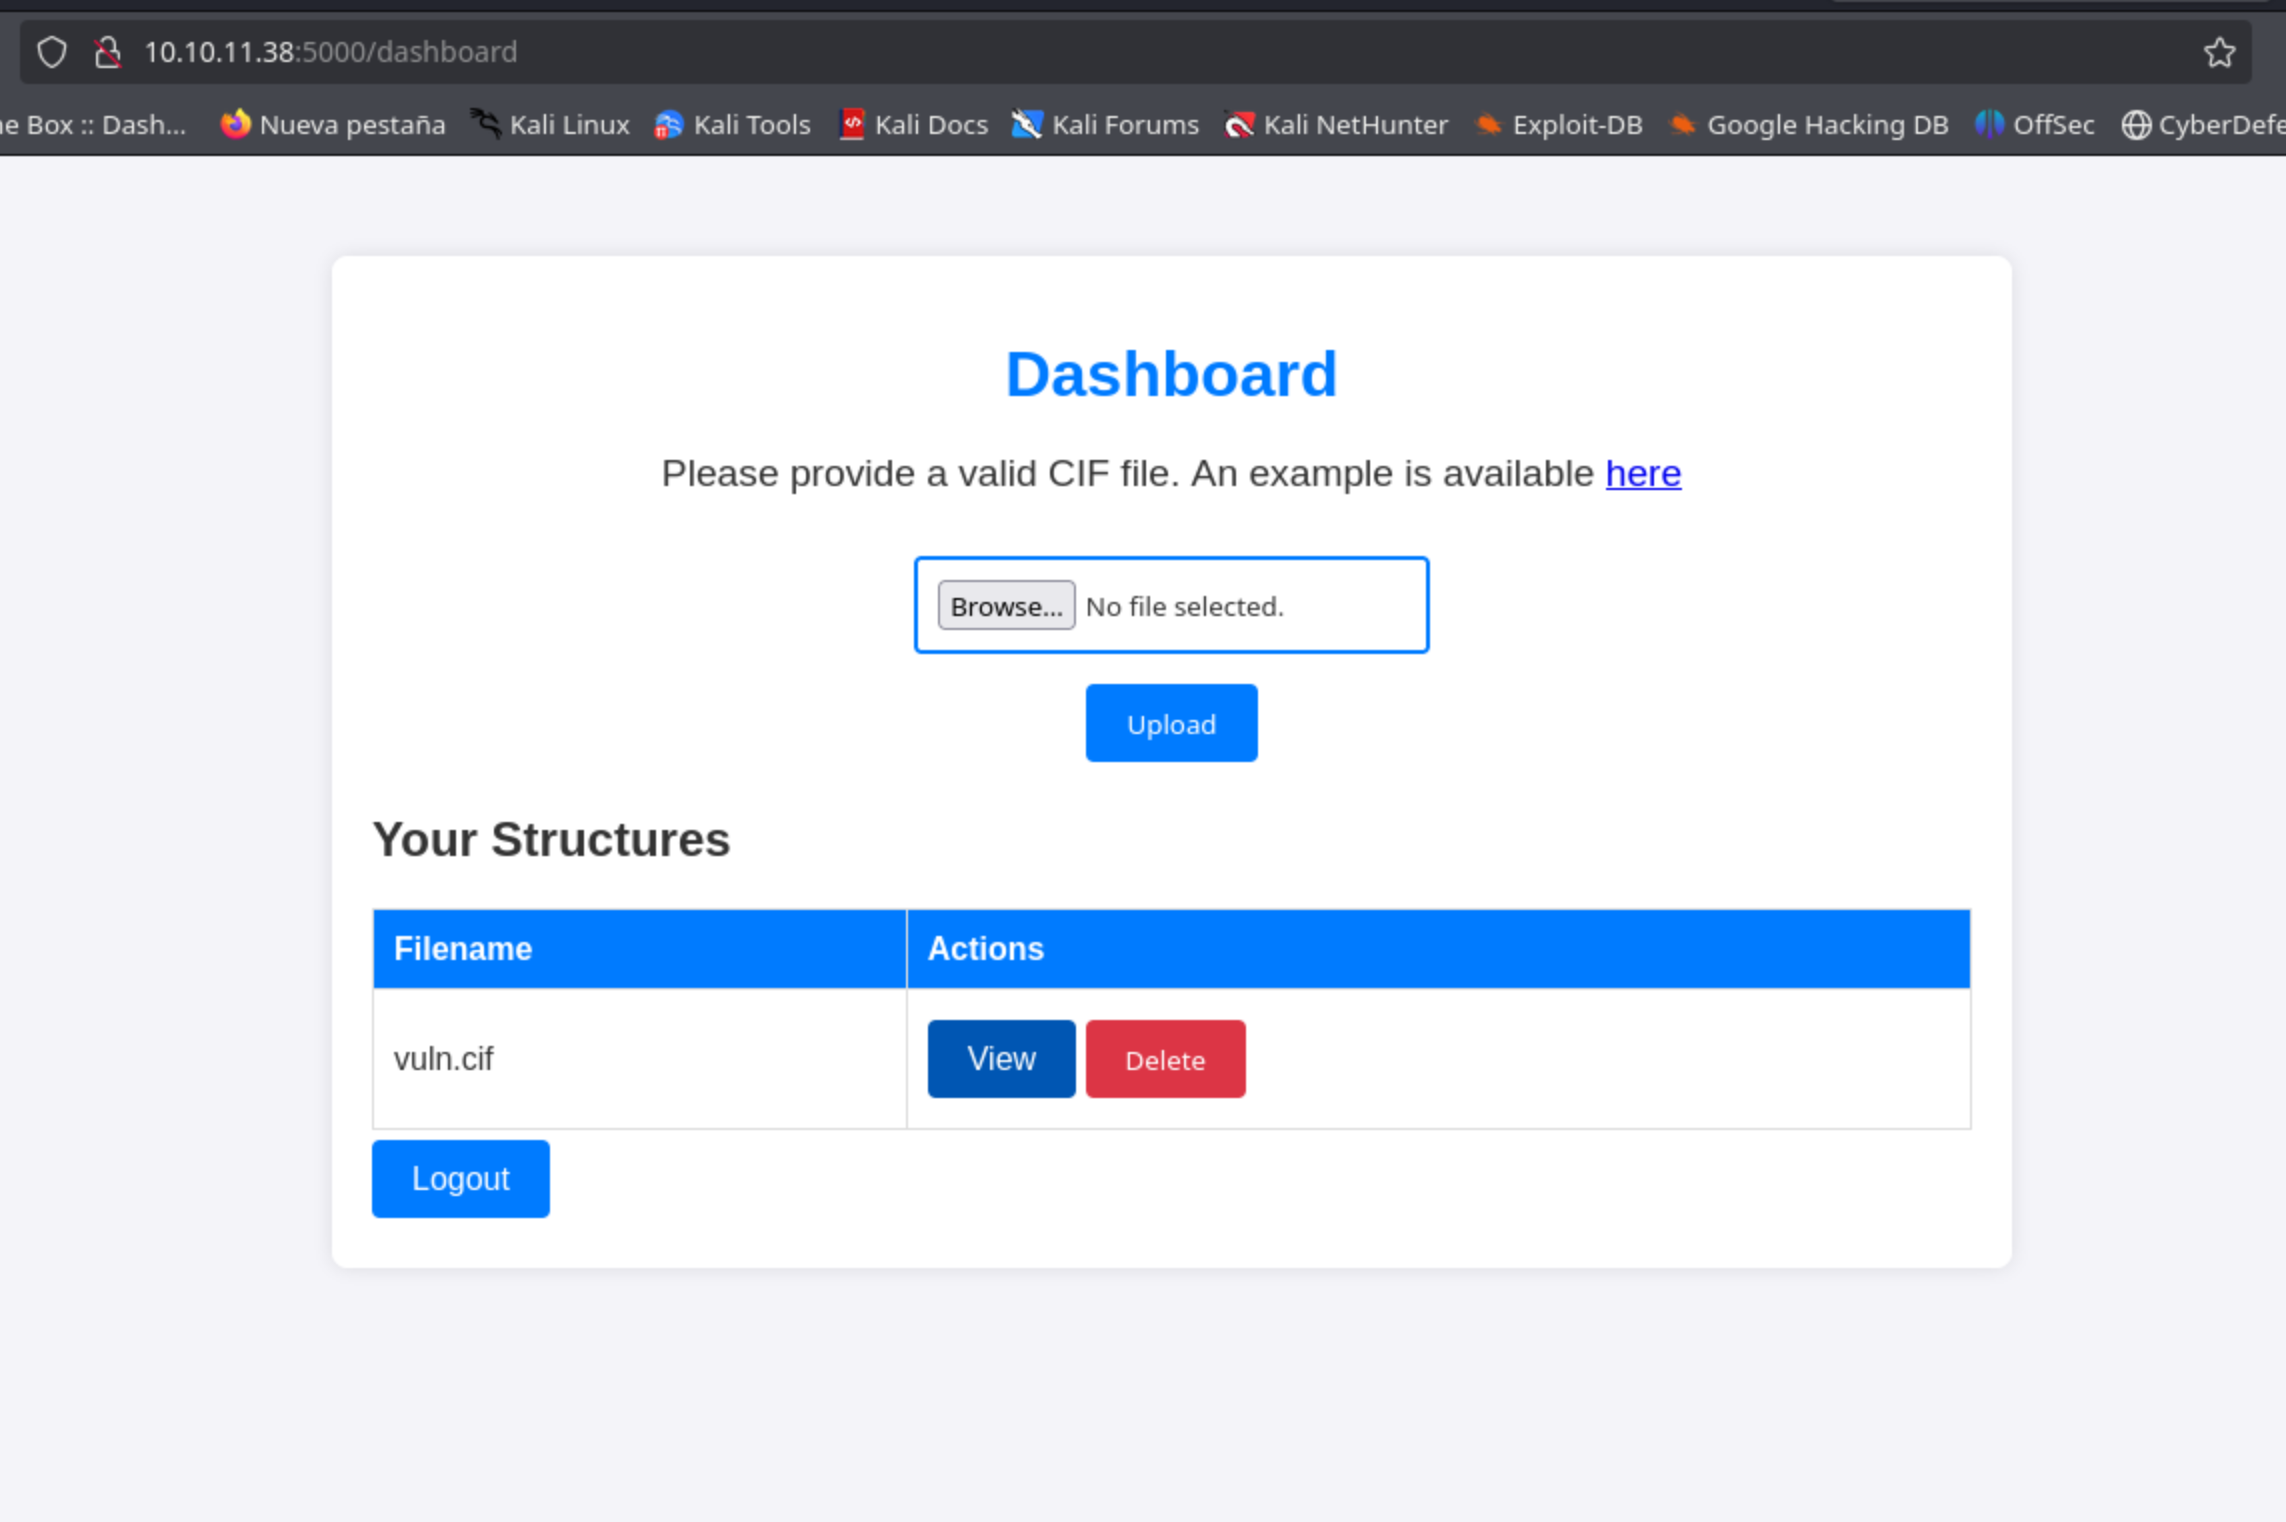 10.10.11.38:5000/dashboard
e Box :: Dash... Nueva pestaña Kali Linux Kali Tools Kali Docs Kali Forums Kali NetHunter Exploit-DB Google Hacking DB OffSec CyberDefe
Dashboard
Please provide a valid CIF file. An example is available here
Browse... No file selected.
Upload
Your Structures
Filename Actions
vuln.cif View Delete
Logout